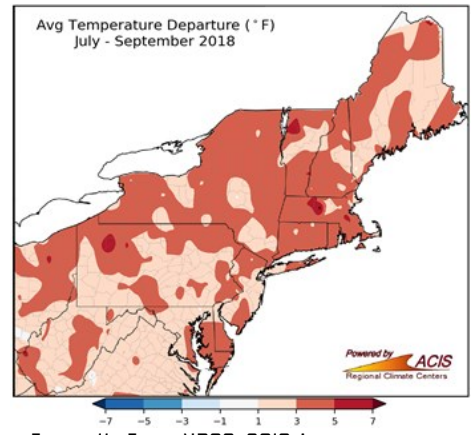 Avg Temperature Departure (°F)
July - September 2018
Powered by
ACIS
Regional Climate Centers
-7 -5 -3 -1 1 3 5 7